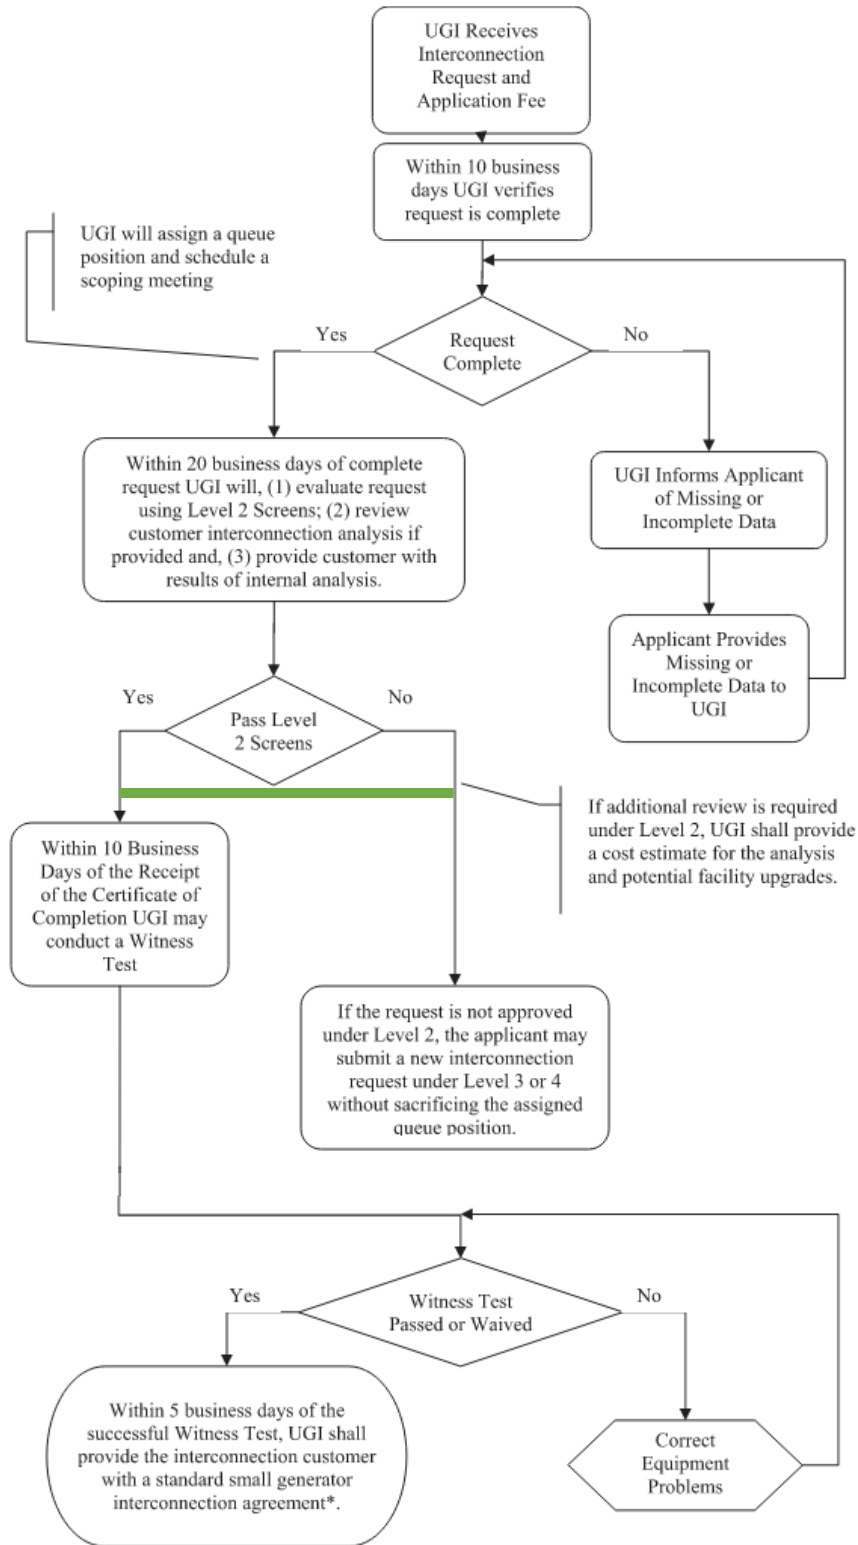 UGI Receives
Interconnection
Request and
Application Fee
Within 10 business
days UGI verifies
request is complete
UGI will assign a queue
position and schedule a
scoping meeting
Yes
Request
Complete
No
Within 20 business days of complete
request UGI will, (1) evaluate request
using Level 2 Screens; (2) review
customer interconnection analysis if
provided and, (3) provide customer with
results of internal analysis.
UGI Informs Applicant
of Missing or
Incomplete Data
Applicant Provides
Missing or
Incomplete Data to
UGI
Yes
Pass Level
2 Screens
No
If additional review is required
under Level 2, UGI shall provide
a cost estimate for the analysis
and potential facility upgrades.
Within 10 Business
Days of the Receipt
of the Certificate of
Completion UGI may
conduct a Witness
Test
If the request is not approved
under Level 2, the applicant may
submit a new interconnection
request under Level 3 or 4
without sacrificing the assigned
queue position.
Yes
Witness Test
Passed or Waived
No
Within 5 business days of the
successful Witness Test, UGI shall
provide the interconnection customer
with a standard small generator
interconnection agreement*.
Correct
Equipment
Problems